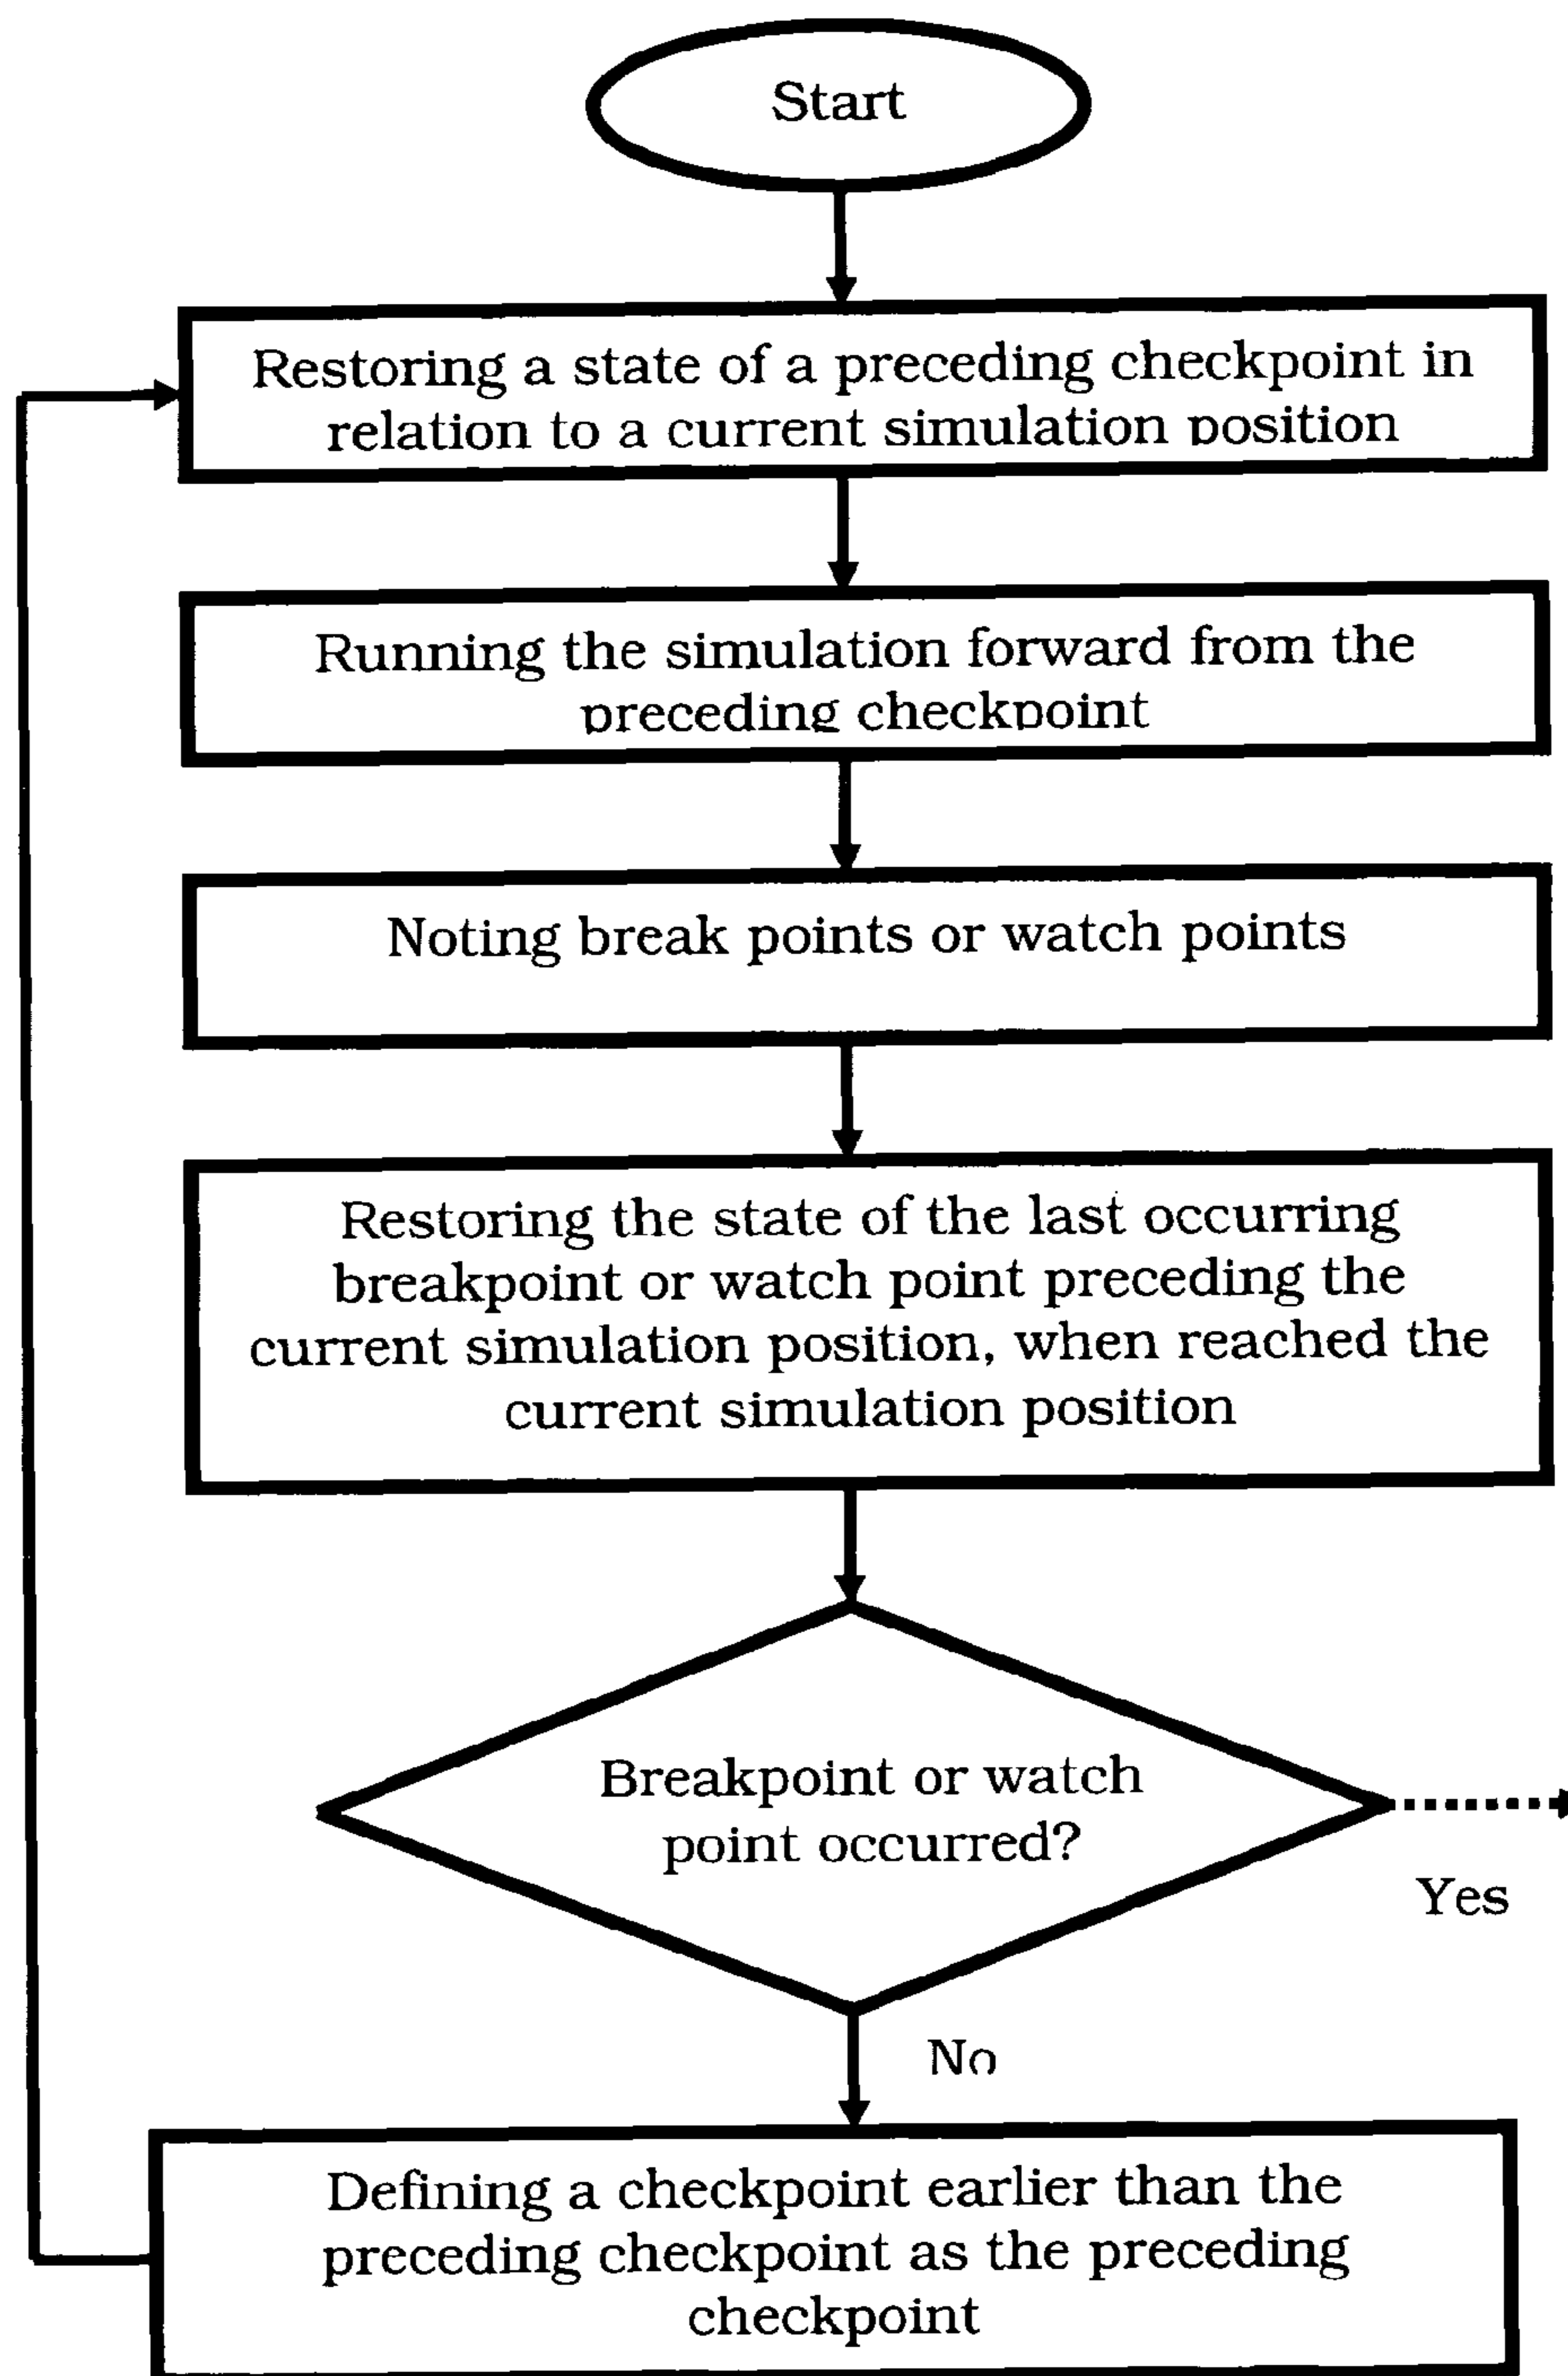 Start
Restoring a state of a preceding checkpoint in
relation to a current simulation position
Running the simulation forward from the
preceding checkpoint
Noting break points or watch points
Restoring the state of the last occurring
breakpoint or watch point preceding the
current simulation position, when reached the
current simulation position
Breakpoint or watch
point occurred?
Yes
No
Defining a checkpoint earlier than the
preceding checkpoint as the preceding
checkpoint